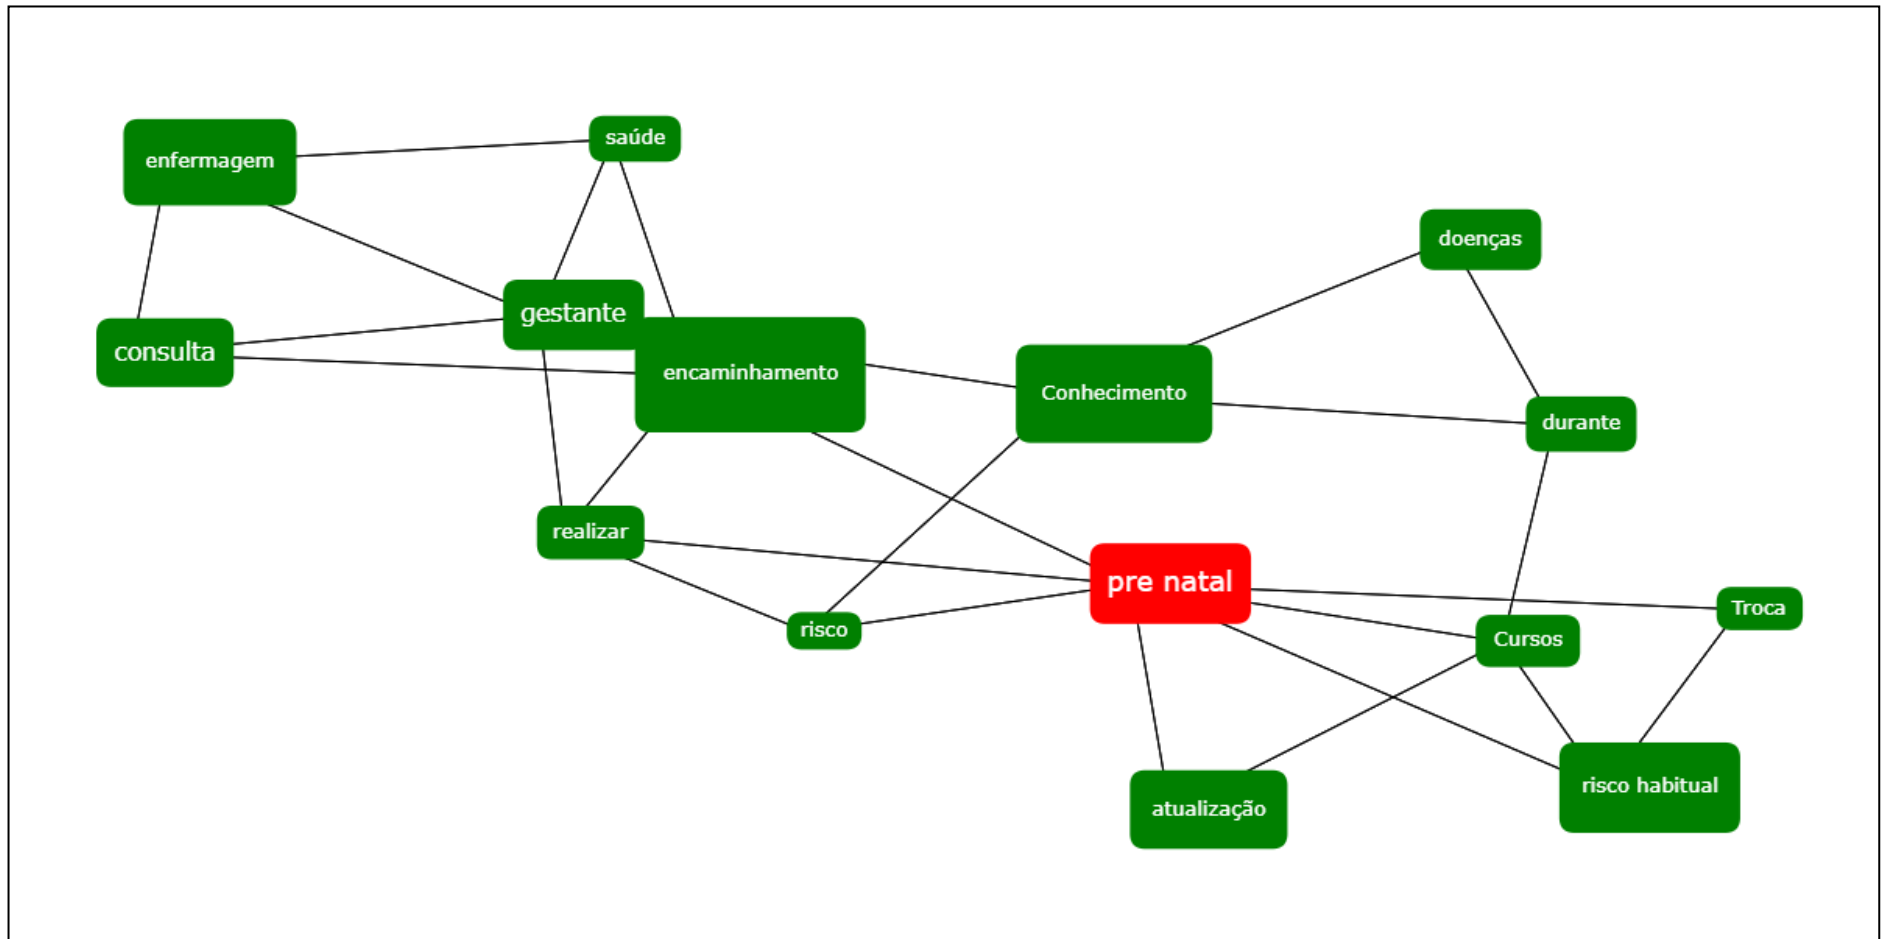 saúde
enfermagem
doenças
gestante
consulta
encaminhamento
Conhecimento
durante
realizar
pre natal
risco
Troca
Cursos
risco habitual
atualização